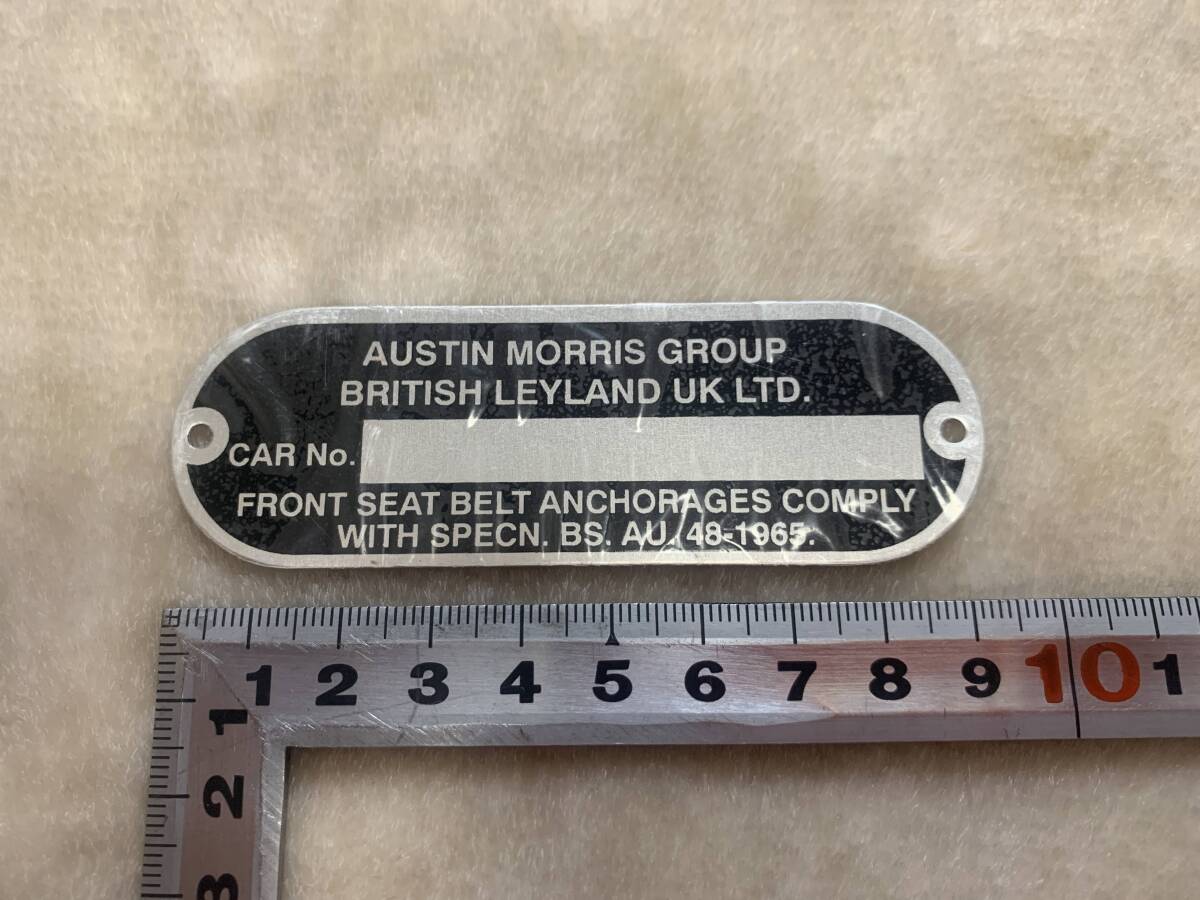 AUSTIN MORRIS GROUP
BRITISH LEYLAND UK LTD.
CAR No.
FRONT SEAT BELT ANCHORAGES COMPLY
WITH SPECN. BS. AU. 48-1965.
1 2 3 4 5 6 7 8 9 10 1
1
2
3